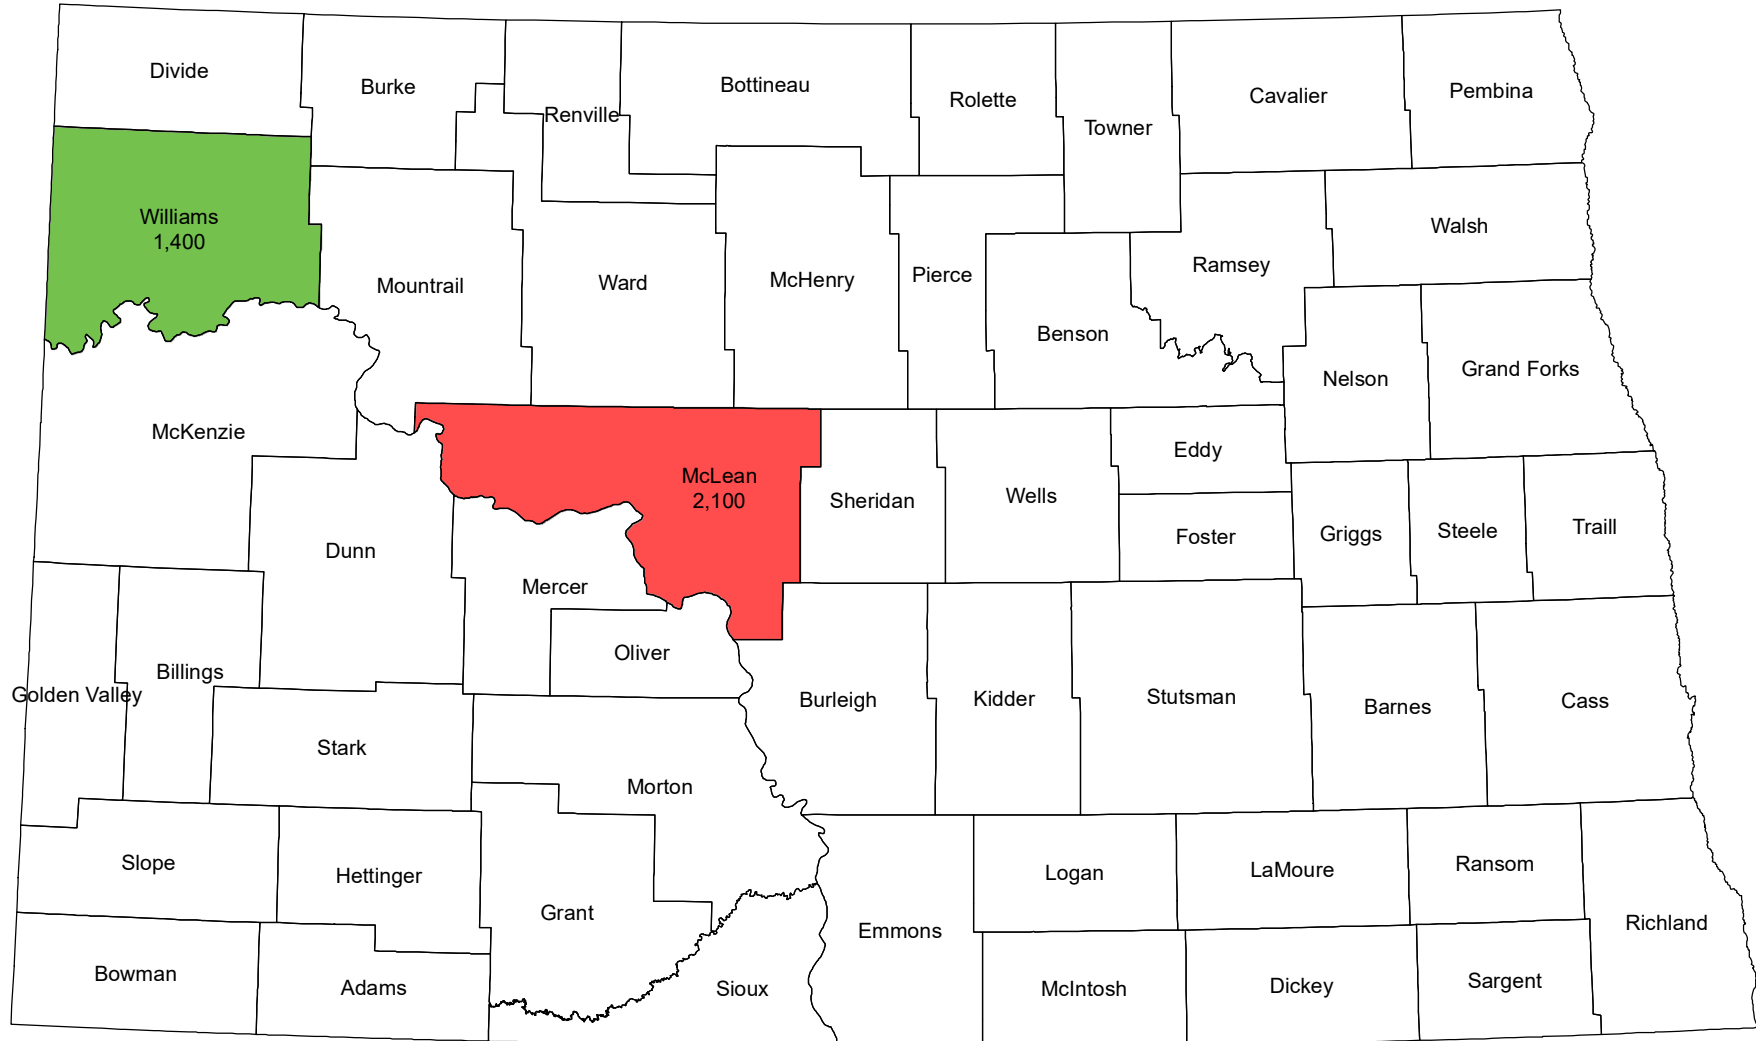 Divide
Burke
Renville
Bottineau
Rolette
Towner
Cavalier
Pembina
Williams
1,400
Mountrail
Ward
McHenry
Pierce
Benson
Ramsey
Walsh
Nelson
Grand Forks
McKenzie
McLean
2,100
Sheridan
Wells
Eddy
Foster
Griggs
Steele
Traill
Dunn
Mercer
Oliver
Golden Valley
Billings
Stark
Morton
Burleigh
Kidder
Stutsman
Barnes
Cass
Slope
Hettinger
Grant
Logan
LaMoure
Ransom
Richland
Bowman
Adams
Sioux
Emmons
McIntosh
Dickey
Sargent